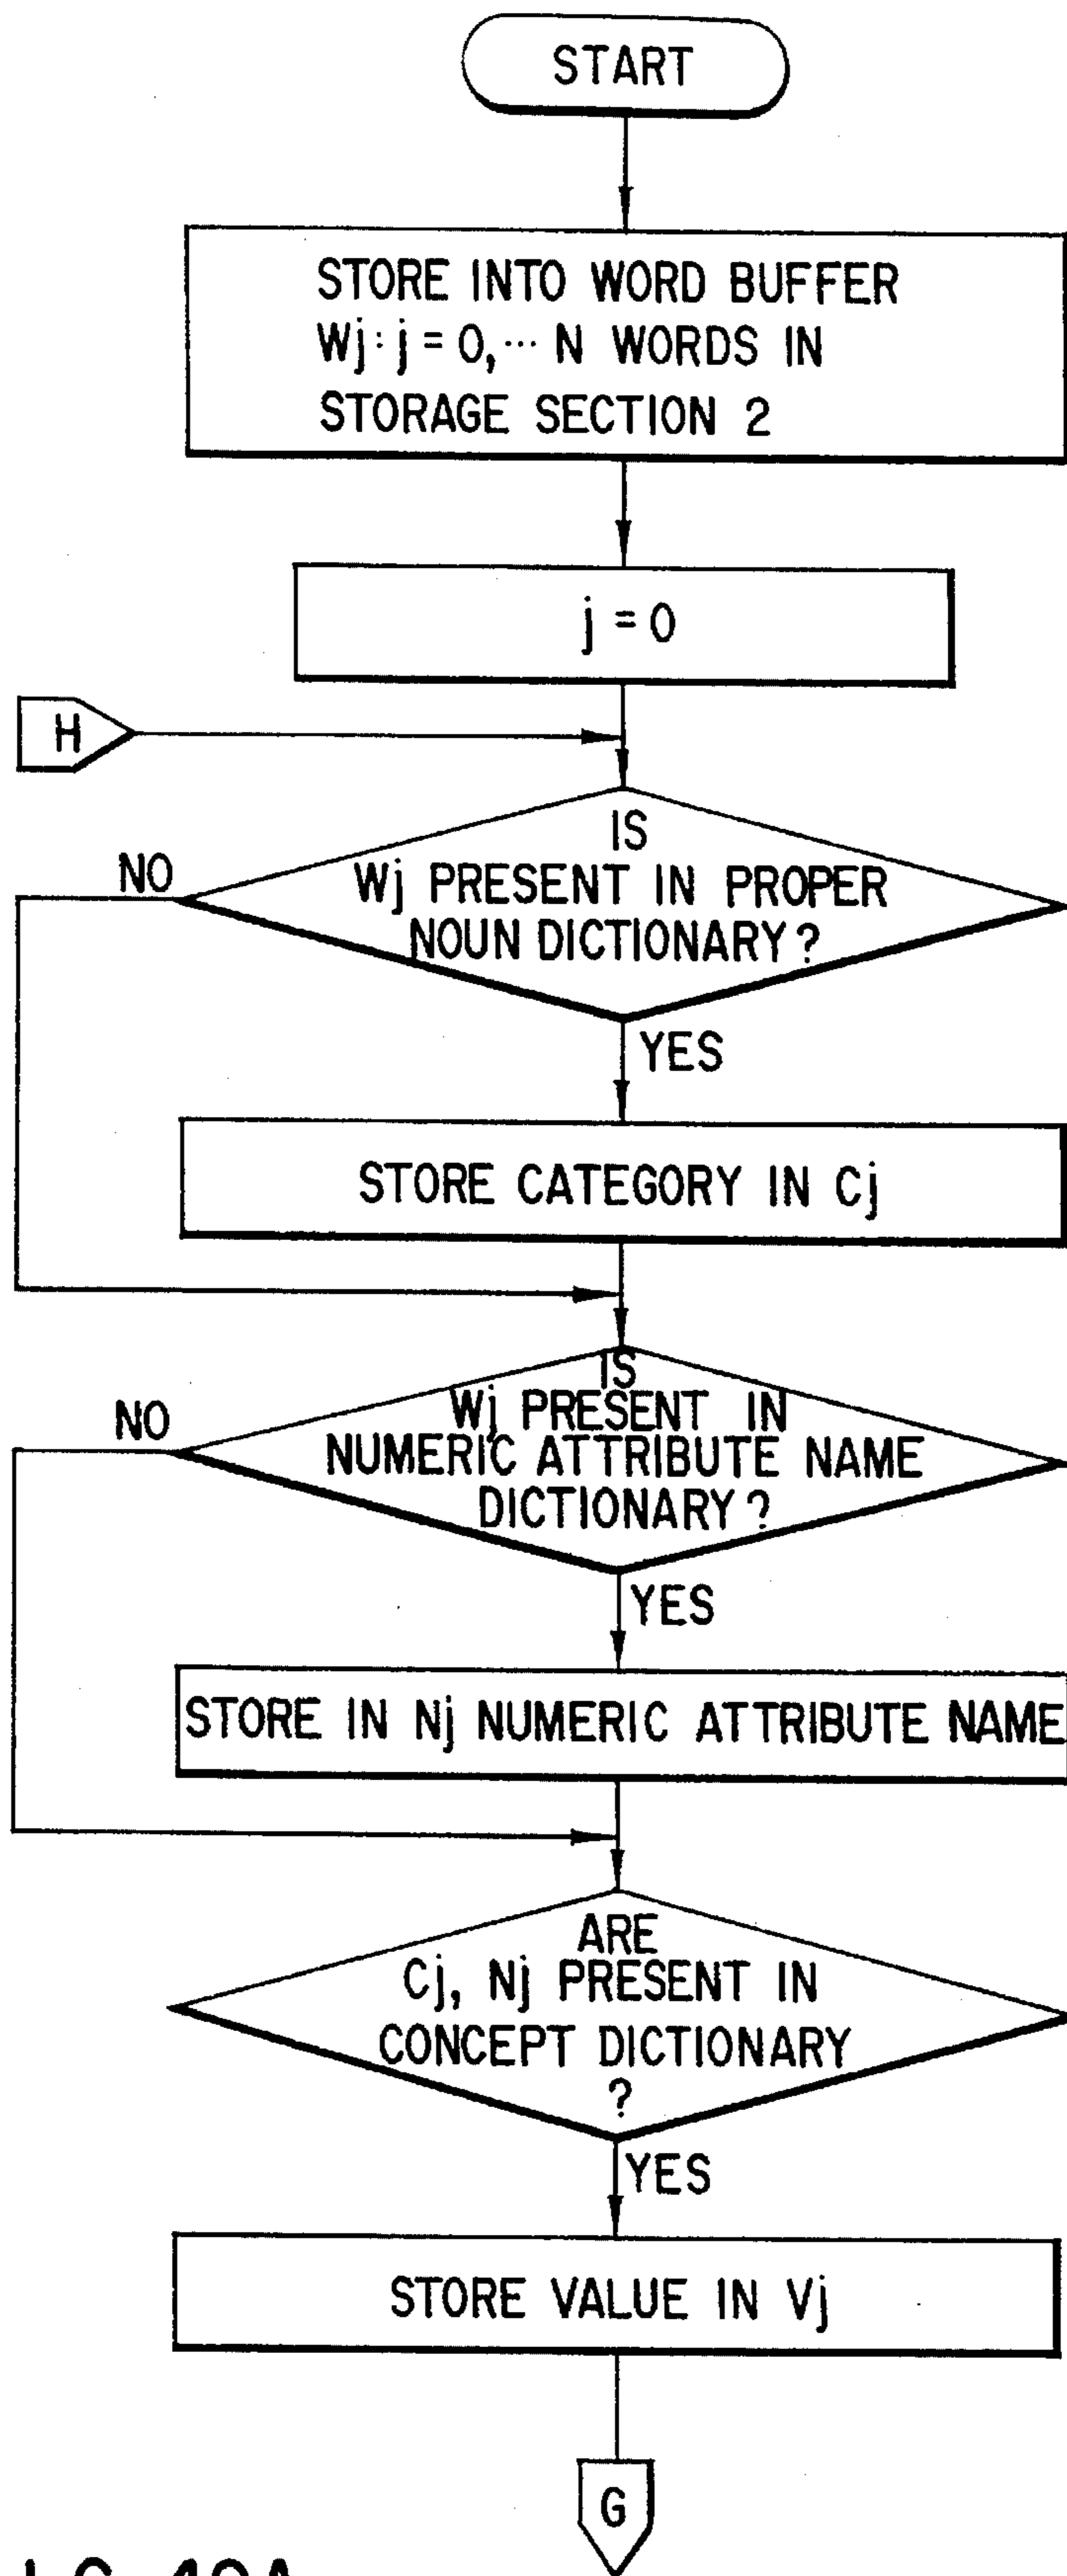 START
STORE INTO WORD BUFFER
Wj: j = 0, ··· N WORDS IN
STORAGE SECTION 2
j = 0
H
IS
Wj PRESENT IN PROPER
NOUN DICTIONARY?
NO
YES
STORE CATEGORY IN Cj
IS
Wj PRESENT IN
NUMERIC ATTRIBUTE NAME
DICTIONARY?
NO
YES
STORE IN Nj NUMERIC ATTRIBUTE NAME
ARE
Cj, Nj PRESENT IN
CONCEPT DICTIONARY
?
YES
STORE VALUE IN Vj
G